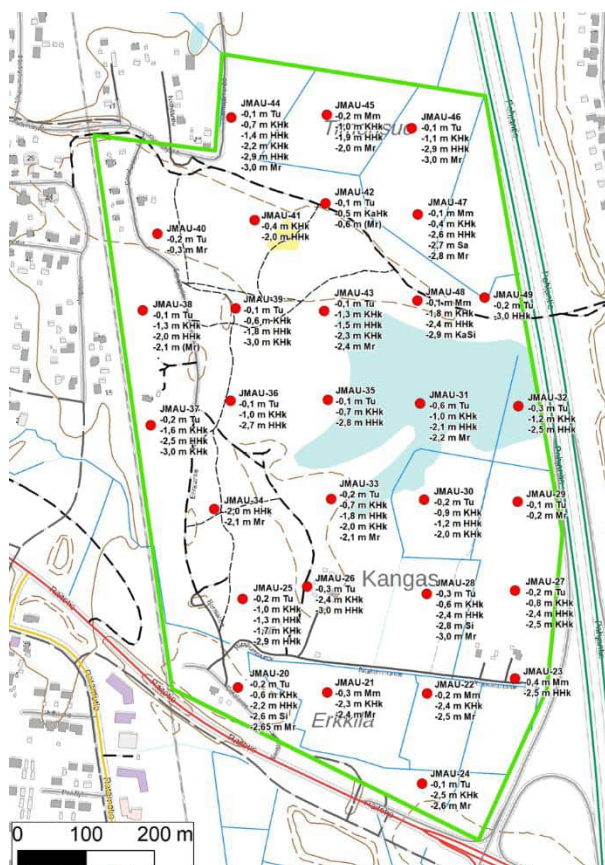 JMAU-44
-0,1 m Tu
-0,7 m KHk
-1,4 m HHk
-2,2 m KHk
-2,9 m HHk
-3,0 m Mr
JMAU-45
-0,2 m Mm
-1,0 m KHk
-1,9 m HHk
-2,0 m Mr
JMAU-46
-0,1 m Tu
-1,1 m KHk
-2,9 m HHk
-3,0 m Mr
JMAU-42
-0,1 m Tu
-0,5 m KaHk
-0,6 m (Mr)
JMAU-47
-0,1 m Mm
-0,4 m KHk
-2,6 m HHk
-2,7 m Sa
-2,8 m Mr
JMAU-41
-0,4 m KHk
-2,0 m HHk
JMAU-40
-0,2 m Tu
-0,3 m Mr
JMAU-38
-0,1 m Tu
-1,3 m KHk
-2,0 m HHk
-2,1 m (Mr)
JMAU-39
-0,1 m Tu
-0,6 m KHk
-1,8 m HHk
-3,0 m KHk
JMAU-43
-0,1 m Tu
-1,3 m KHk
-1,5 m HHk
-2,3 m KHk
-2,4 m Mr
JMAU-48
-0,1 m Mm
-1,8 m KHk
-2,4 m HHk
-2,9 m KaSi
JMAU-49
-0,2 m Tu
-3,0 HHk
JMAU-37
-0,2 m Tu
-1,6 m KHk
-2,5 m HHk
-3,0 m KHk
JMAU-36
-0,1 m Tu
-1,0 m KHk
-2,7 m HHk
JMAU-35
-0,1 m Tu
-0,7 m KHk
-2,8 m HHk
JMAU-31
-0,6 m Tu
-1,0 m KHk
-2,1 m HHk
-2,2 m Mr
JMAU-32
-0,3 m Tu
-1,2 m KHk
-2,5 m HHk
JMAU-34
-2,0 m HHk
-2,1 m Mr
JMAU-33
-0,2 m Tu
-0,7 m KHk
-1,8 m HHk
-2,0 m KHk
-2,1 m Mr
JMAU-30
-0,2 m Tu
-0,9 m KHk
-1,2 m HHk
-2,0 m KHk
JMAU-29
-0,1 m Tu
-0,2 m Mr
Kangas
JMAU-25
-0,2 m Tu
-1,0 m KHk
-1,3 m HHk
-1,7 m KHk
-2,9 m HHk
JMAU-26
-0,3 m Tu
-2,4 m KHk
-3,0 m HHk
JMAU-28
-0,3 m Tu
-0,6 m KHk
-2,4 m HHk
-2,8 m Si
-3,0 m Mr
JMAU-27
-0,2 m Tu
-0,8 m KHk
-2,4 m HHk
-2,5 m KHk
JMAU-20
-0,2 m Tu
-0,6 m KHk
-2,2 m HHk
-2,6 m Si
-2,65 m Mr
JMAU-21
-0,3 m Mm
-2,3 m KHk
-2,4 m Mr
Erkkilä
JMAU-22
-0,2 m Mm
-2,4 m KHk
-2,5 m Mr
JMAU-23
-0,4 m Mm
-2,5 m HHk
JMAU-24
-0,1 m Tu
-2,5 m KHk
-2,6 m Mr
Pohjantie
Pohjantie
Raitotie
0 100 200 m